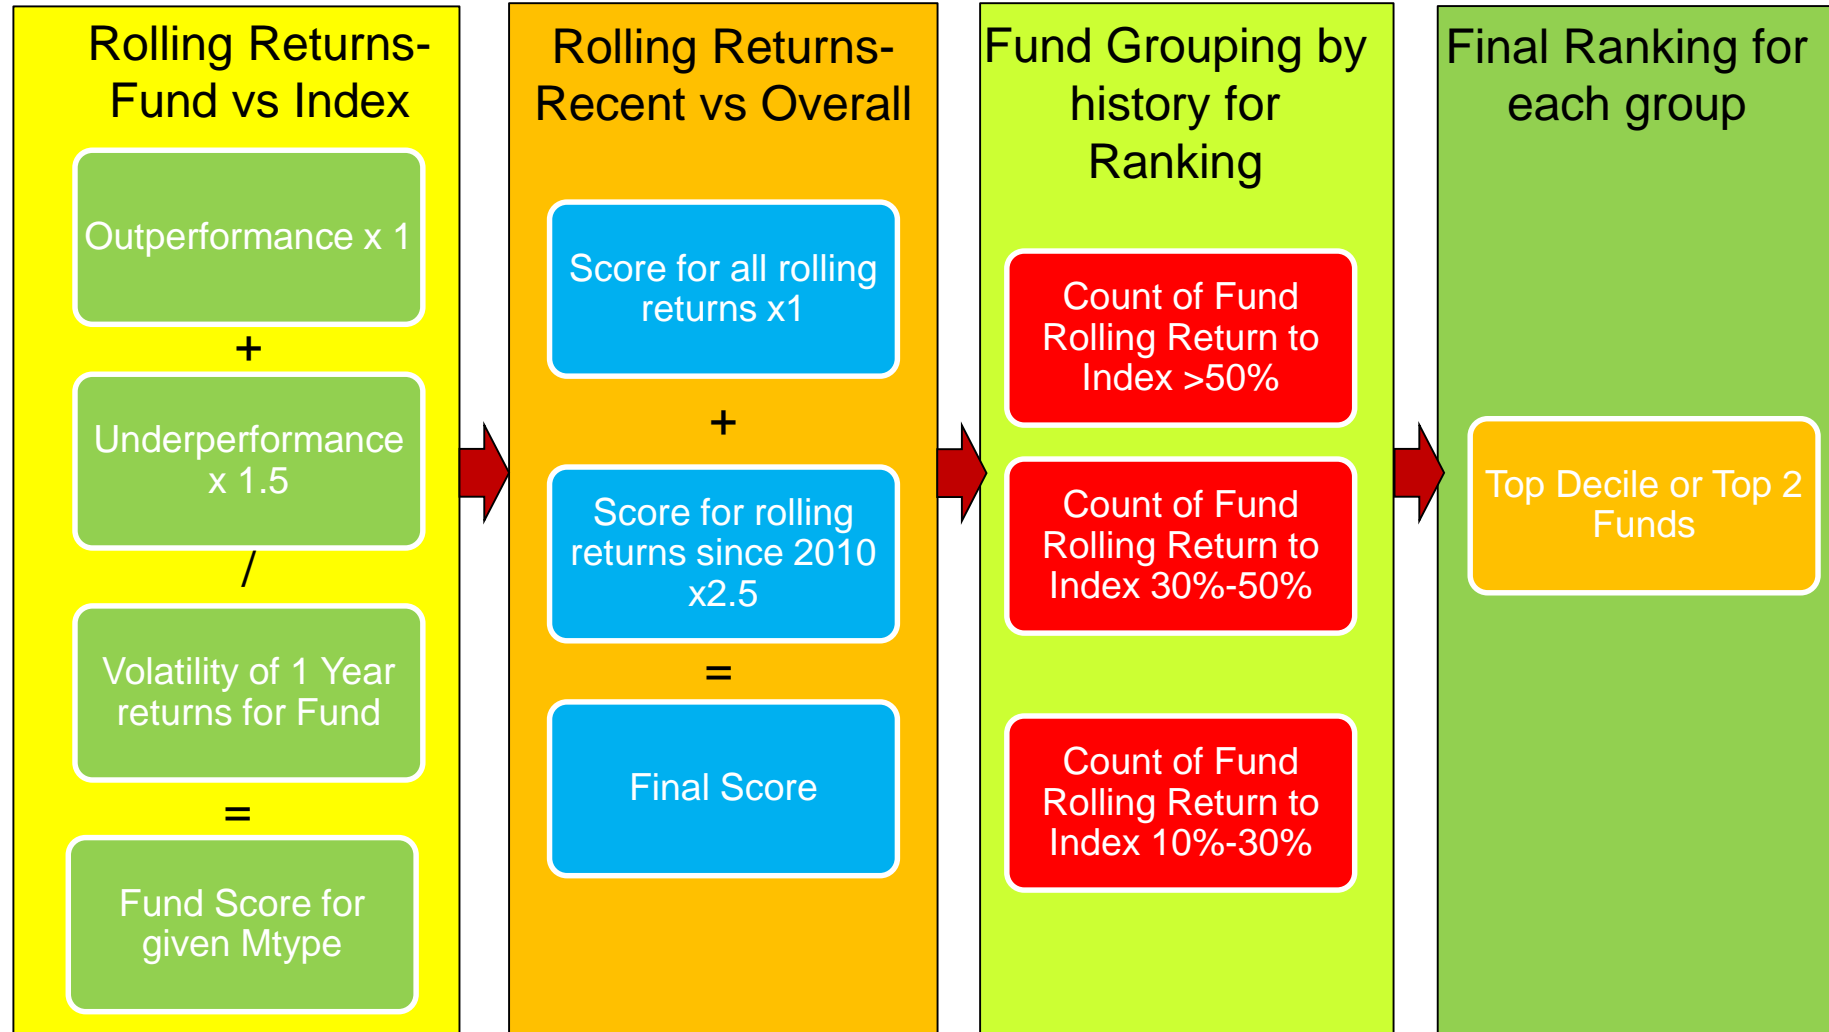 Rolling Returns-
Fund vs Index
Outperformance x 1
+
Underperformance
x 1.5
/
Volatility of 1 Year
returns for Fund
=
Fund Score for
given Mtype
Rolling Returns-
Recent vs Overall
Score for all rolling
returns x1
+
Score for rolling
returns since 2010
x2.5
=
Final Score
Fund Grouping by
history for
Ranking
Count of Fund
Rolling Return to
Index >50%
Count of Fund
Rolling Return to
Index 30%-50%
Count of Fund
Rolling Return to
Index 10%-30%
Final Ranking for
each group
Top Decile or Top 2
Funds